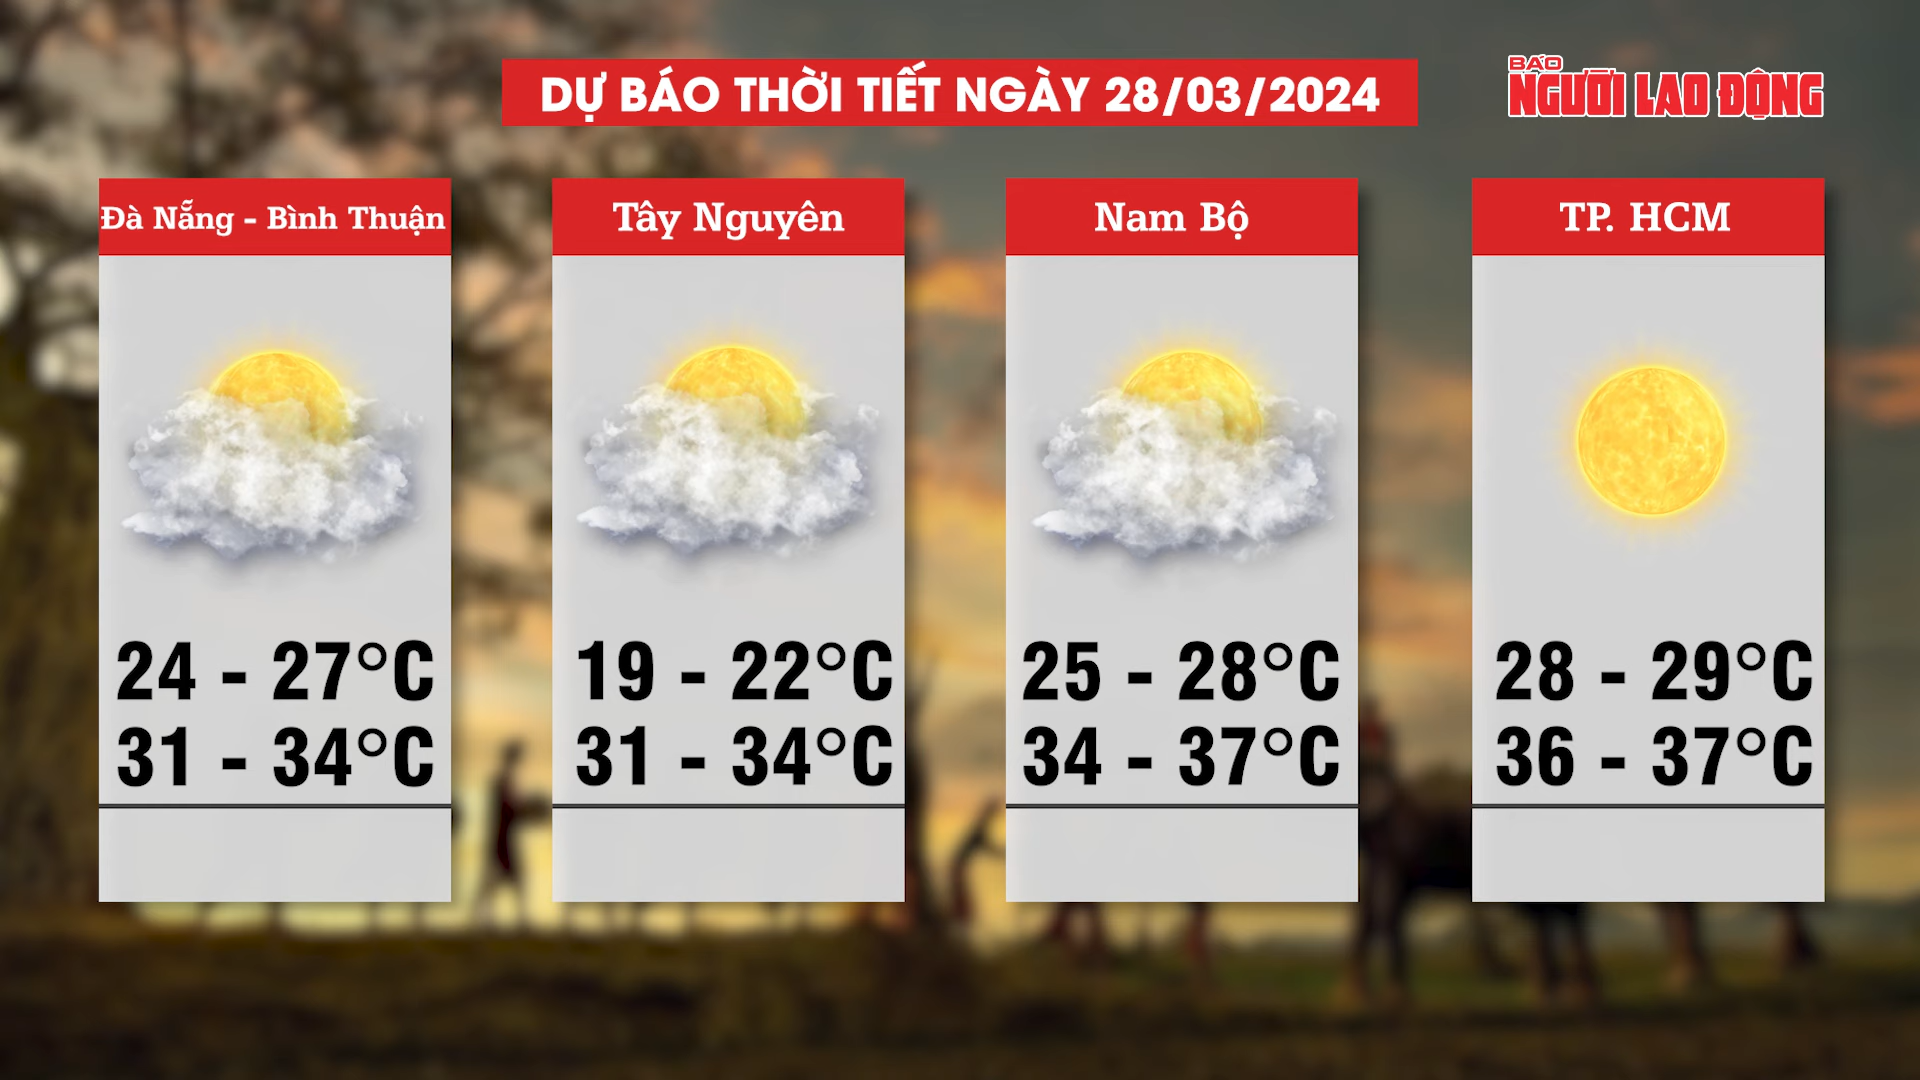 DỰ BÁO THỜI TIẾT NGÀY 28/03/2024
BÁO
NGƯỜI LAO ĐỘNG
Đà Nẵng - Bình Thuận
24 - 27°C
31 - 34°C
Tây Nguyên
19 - 22°C
31 - 34°C
Nam Bộ
25 - 28°C
34 - 37°C
TP. HCM
28 - 29°C
36 - 37°C